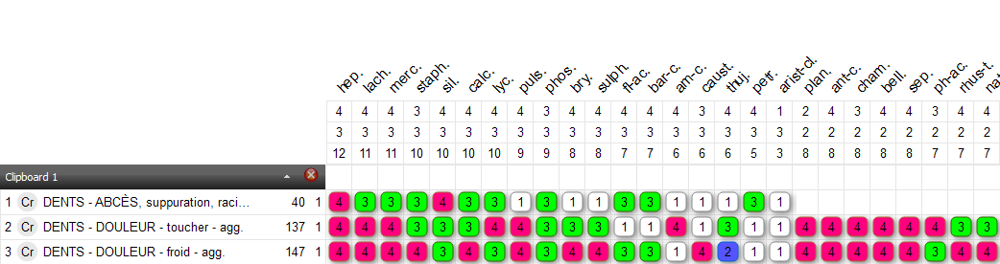 hep. lach. merc. staph. sil. calc. lyc. puls. phos. bry. sulph. fl-ac. bar-c. am-c. caust. thuj. petr. arist-cl. plan. ant-c. cham. bell. sep. ph-ac. rhus-t. na
4 4 4 3 4 4 4 4 3 4 4 4 4 4 3 4 4 1 2 4 3 4 4 3 4 4
3 3 3 3 3 3 3 3 3 3 3 3 3 3 3 3 3 3 2 2 2 2 2 2 2 2
12 11 11 10 10 10 10 9 9 8 8 7 7 6 6 6 5 3 8 8 8 8 8 7 7 7
Clipboard 1
1 Cr DENTS - ABCÈS, suppuration, raci... 40 1 4 3 3 3 4 3 3 1 3 1 1 3 3 1 1 1 3 1
2 Cr DENTS - DOULEUR - toucher - agg. 137 1 4 4 4 3 3 3 4 4 3 3 3 1 1 4 1 3 1 1 4 4 4 4 4 4 3 3
3 Cr DENTS - DOULEUR - froid - agg. 147 1 4 4 4 4 3 4 3 4 3 4 4 3 3 1 4 2 1 1 4 4 4 4 4 3 4 4